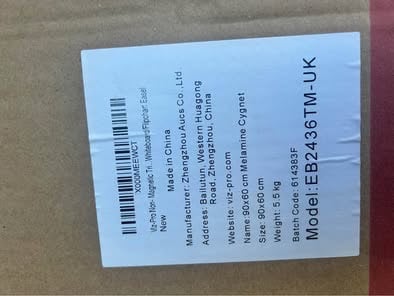 X000MEEWCT
Viz-Pro Non- Magnetic Tri...Whiteboard/Flipchart Easel
New
Made in China
Manufacturer: Zhengzhou Aucs Co.,Ltd
Address: Bailutun, Western Huagong
Road, Zhengzhou, China
Website: viz-pro.com
Name: 90x60 cm Melamine Cygnet
Size: 90x60 cm
Weight: 5.5 kg
Batch Code: 614383F
Model:EB2436TM-UK